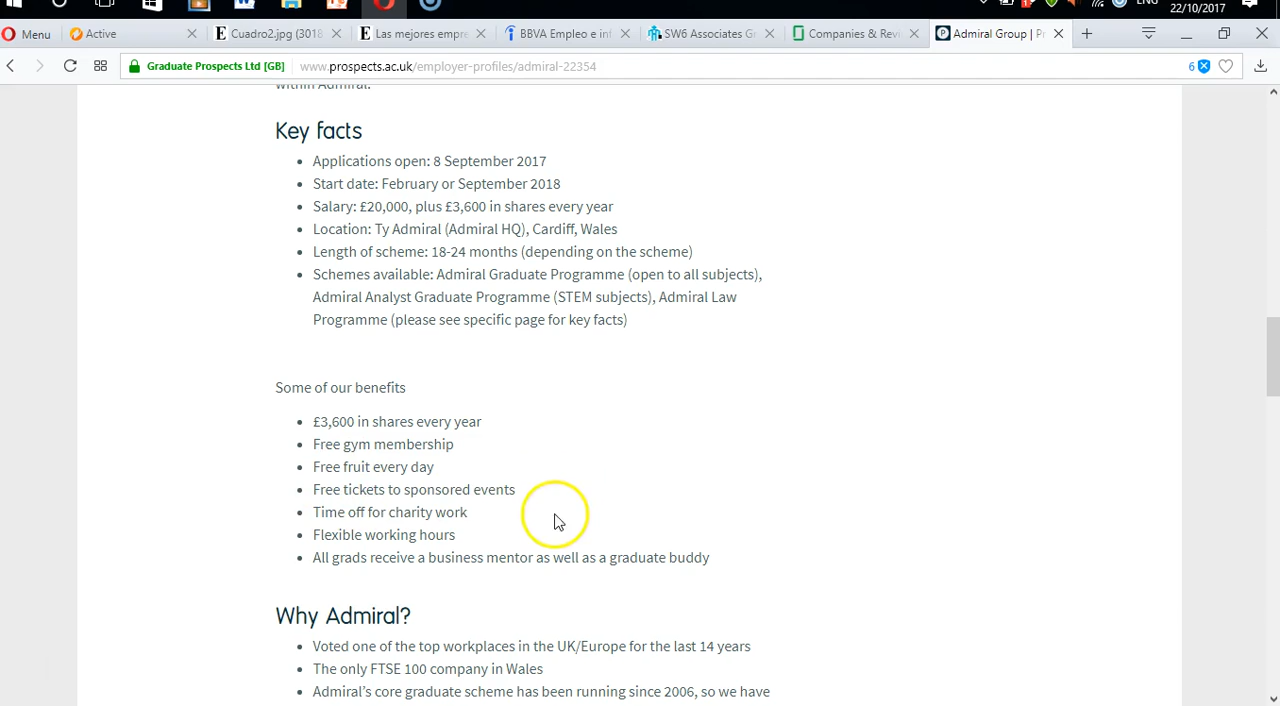 ENG
22/10/2017
Menu
Active
Cuadro2.jpg (3018
Las mejores empre
BBVA Empleo e inf
SW6 Associates G
Companies & Revi
Admiral Group | Pr
Graduate Prospects Ltd [GB]
www.prospects.ac.uk/employer-profiles/admiral-22354
6
within Admiral.
Key facts
Applications open: 8 September 2017
Start date: February or September 2018
Salary: £20,000, plus £3,600 in shares every year
Location: Ty Admiral (Admiral HQ), Cardiff, Wales
Length of scheme: 18-24 months (depending on the scheme)
Schemes available: Admiral Graduate Programme (open to all subjects),
Admiral Analyst Graduate Programme (STEM subjects), Admiral Law
Programme (please see specific page for key facts)
Some of our benefits
£3,600 in shares every year
Free gym membership
Free fruit every day
Free tickets to sponsored events
Time off for charity work
Flexible working hours
All grads receive a business mentor as well as a graduate buddy
Why Admiral?
Voted one of the top workplaces in the UK/Europe for the last 14 years
The only FTSE 100 company in Wales
Admiral's core graduate scheme has been running since 2006, so we have